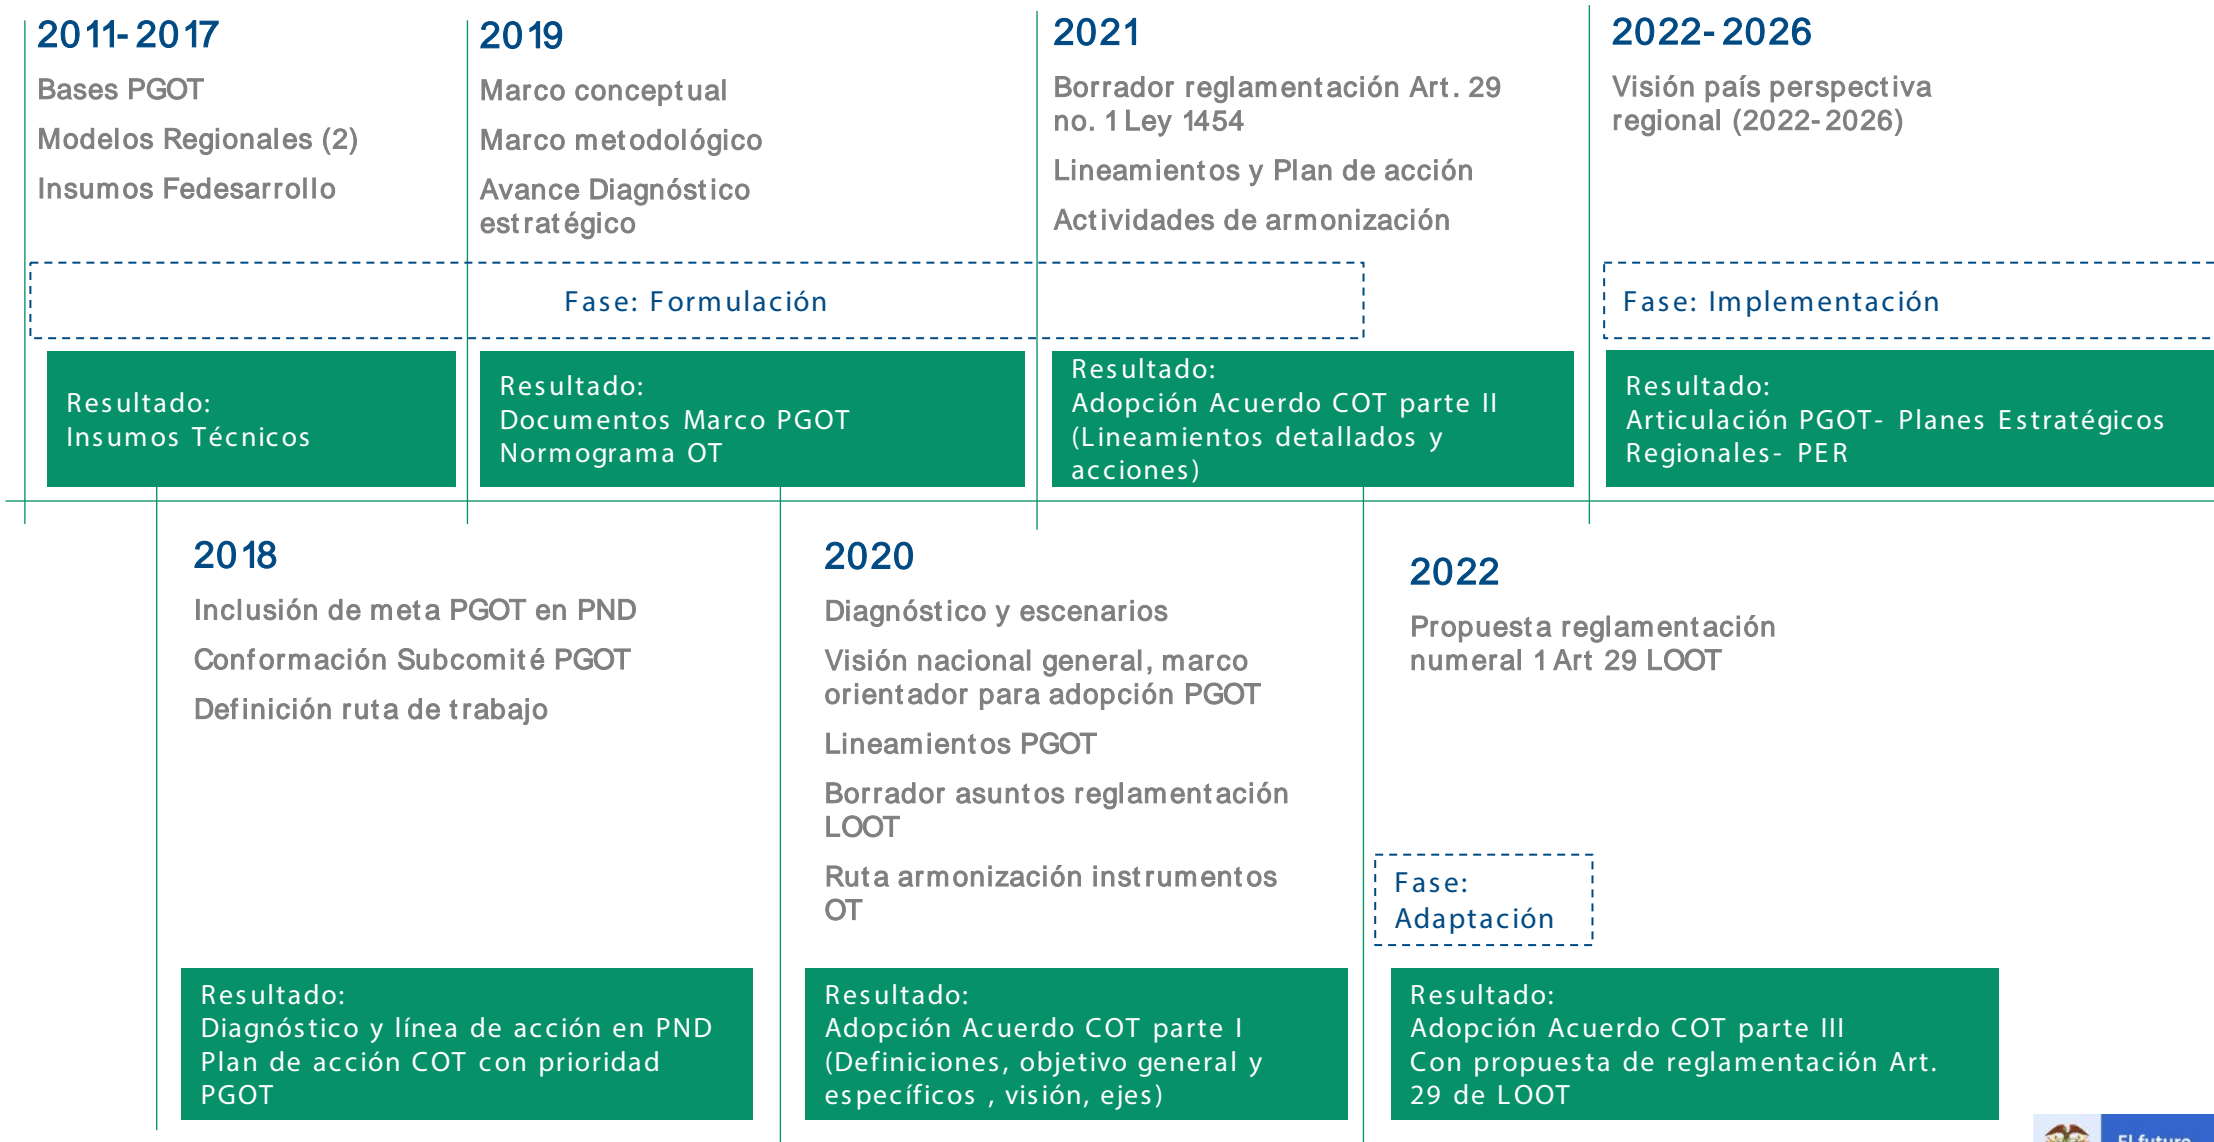 2011-2017
Bases PGOT
Modelos Regionales (2)
Insumos Fedesarrollo
2019
Marco conceptual
Marco metodológico
Avance Diagnóstico
estratégico
2021
Borrador reglamentación Art. 29
no. 1 Ley 1454
Lineamientos y Plan de acción
Actividades de armonización
2022-2026
Visión país perspectiva
regional (2022-2026)
Fase: Formulación
Fase: Implementación
Resultado:
Insumos Técnicos
Resultado:
Documentos Marco PGOT
Normograma OT
Resultado:
Adopción Acuerdo COT parte II
(Lineamientos detallados y
acciones)
Resultado:
Articulación PGOT- Planes Estratégicos
Regionales- PER
2018
Inclusión de meta PGOT en PND
Conformación Subcomité PGOT
Definición ruta de trabajo
2020
Diagnóstico y escenarios
Visión nacional general, marco
orientador para adopción PGOT
Lineamientos PGOT
Borrador asuntos reglamentación
LOOT
Ruta armonización instrumentos
OT
2022
Propuesta reglamentación
numeral 1 Art 29 LOOT
Fase:
Adaptación
Resultado:
Diagnóstico y línea de acción en PND
Plan de acción COT con prioridad
PGOT
Resultado:
Adopción Acuerdo COT parte I
(Definiciones, objetivo general y
específicos , visión, ejes)
Resultado:
Adopción Acuerdo COT parte III
Con propuesta de reglamentación Art.
29 de LOOT
El futuro